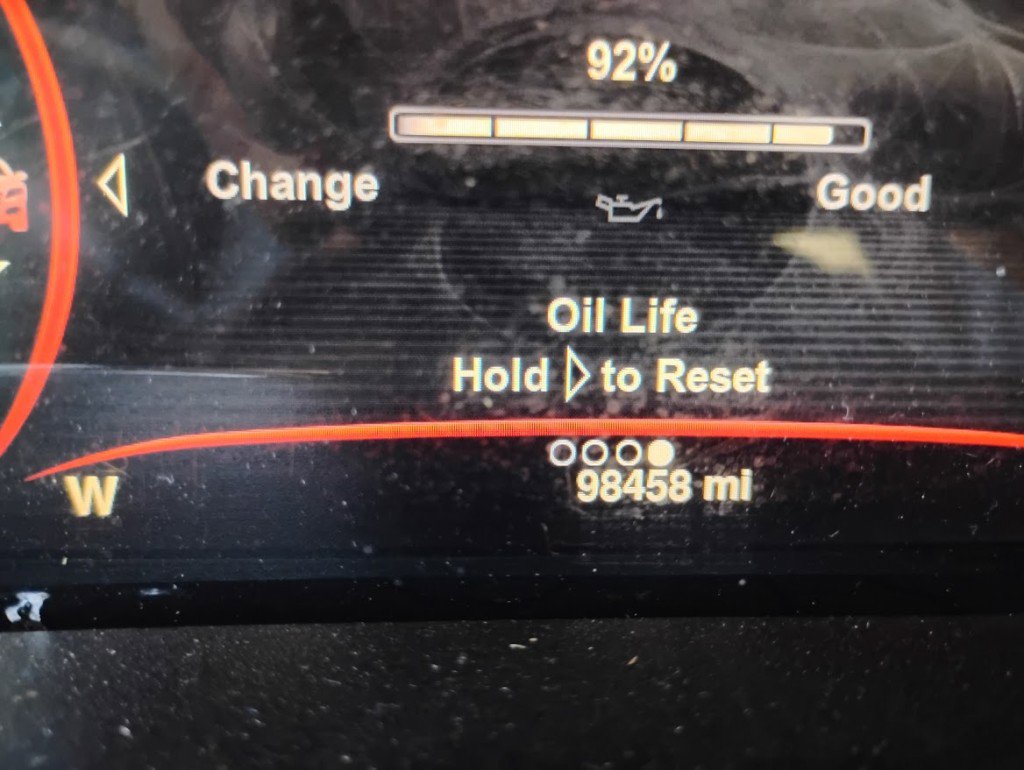 92%
Change Good
Oil Life
Hold ▷ to Reset
W
98458 mi